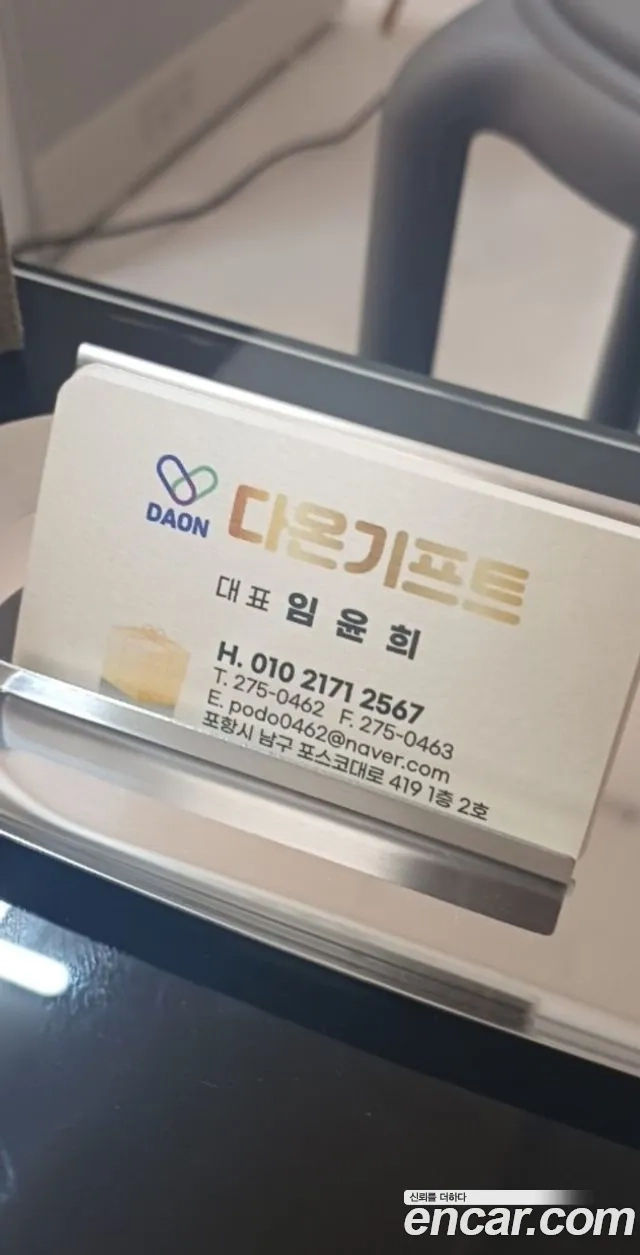 DAON
다온기프트
대표 임윤희
H. 010 2171 2567
T. 275-0462 F. 275-0463
E. podo0462@naver.com
포항시 남구 포스코대로 419 1층 2호
신뢰를 더하다
encar.com